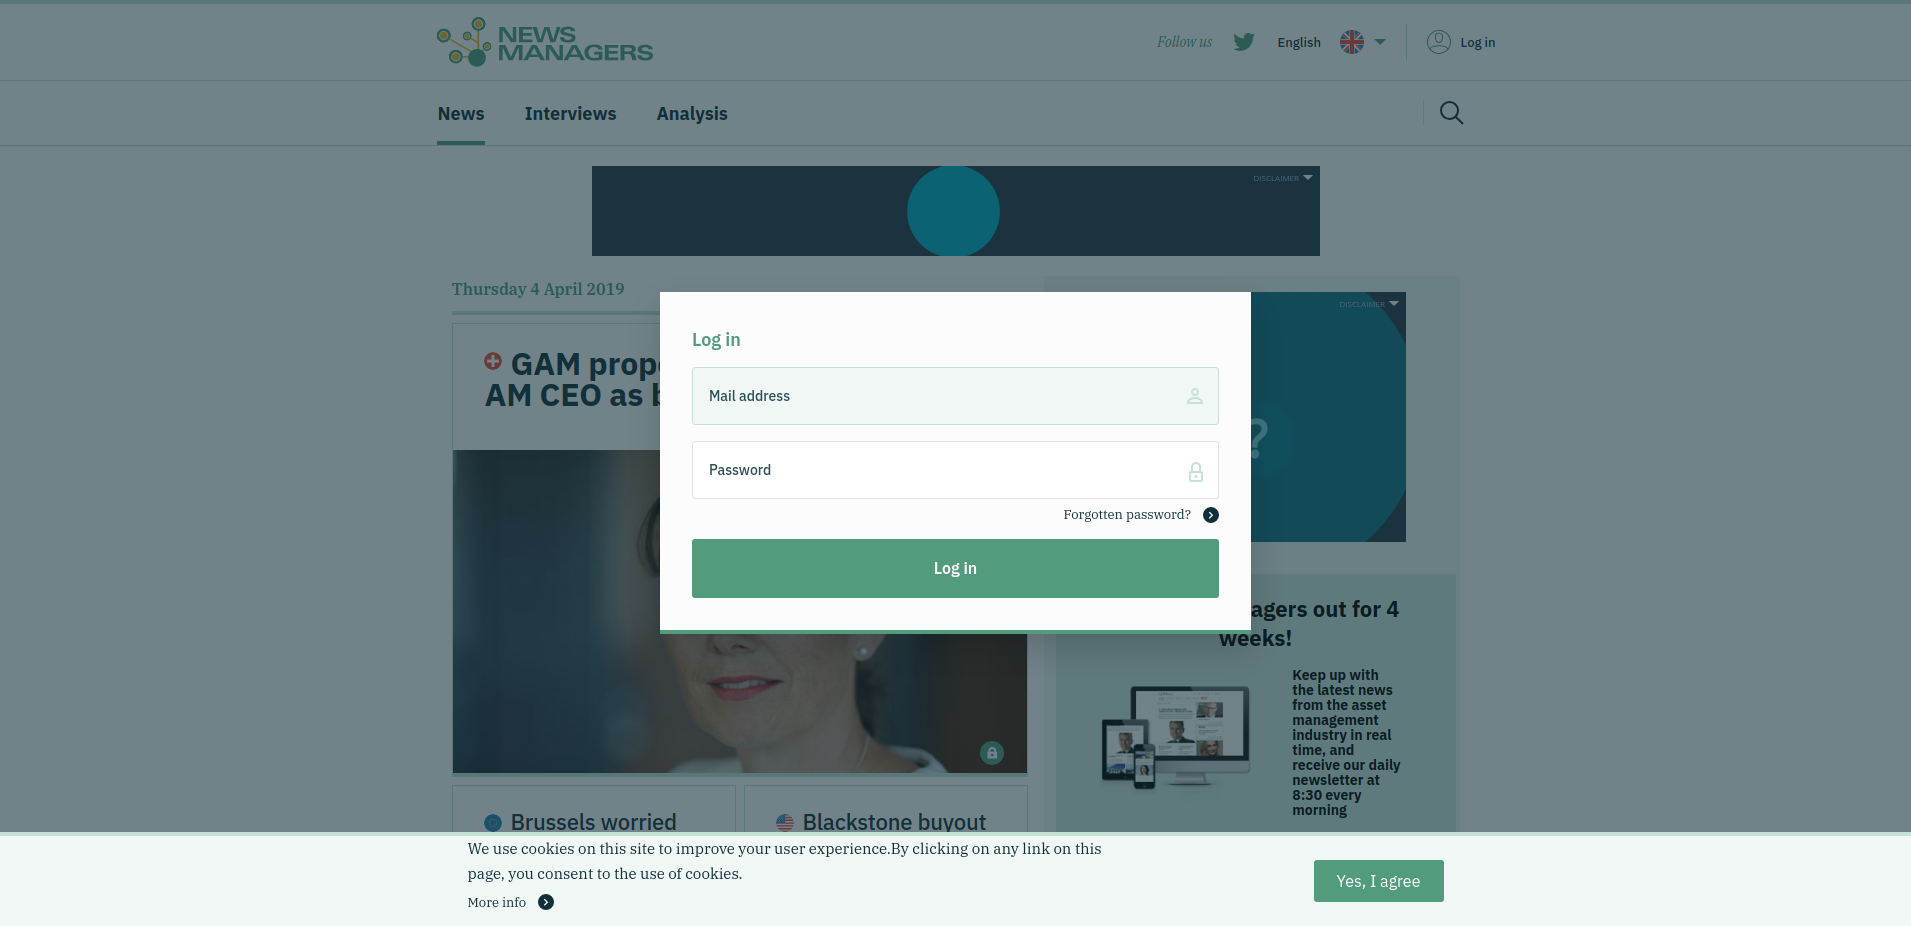 NEWS
MANAGERS
Follow us
English
Log in
News
Interviews
Analysis
DISCLAIMER
Thursday 4 April 2019
DISCLAIMER
GAM
AM CEO as
?
Log in
Mail address
Password
Forgotten password?
Log in
out for 4
weeks!
Keep up with
the latest news
from the asset
management
industry in real
time, and
receive our daily
newsletter at
8:30 every
morning
Brussels worried
Blackstone buyout
We use cookies on this site to improve your user experience.By clicking on any link on this
page, you consent to the use of cookies.
More info
Yes, I agree